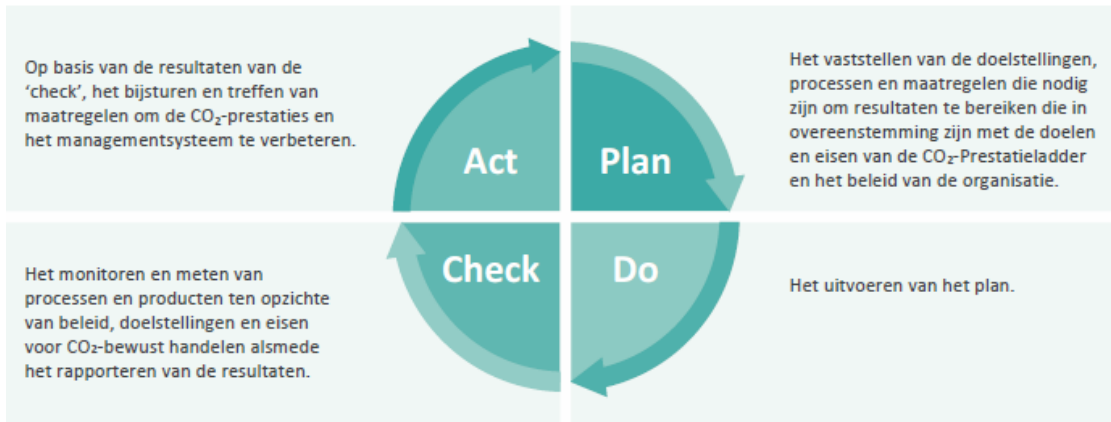 Op basis van de resultaten van de
‘check’, het bijsturen en treffen van
maatregelen om de CO₂-prestaties en
het managementsysteem te verbeteren.
Act
Plan
Het vaststellen van de doelstellingen,
processen en maatregelen die nodig
zijn om resultaten te bereiken die in
overeenstemming zijn met de doelen
en eisen van de CO₂-Prestatieladder
en het beleid van de organisatie.
Het monitoren en meten van
processen en producten ten opzichte
van beleid, doelstellingen en eisen
voor CO₂-bewust handelen alsmede
het rapporteren van de resultaten.
Check
Do
Het uitvoeren van het plan.